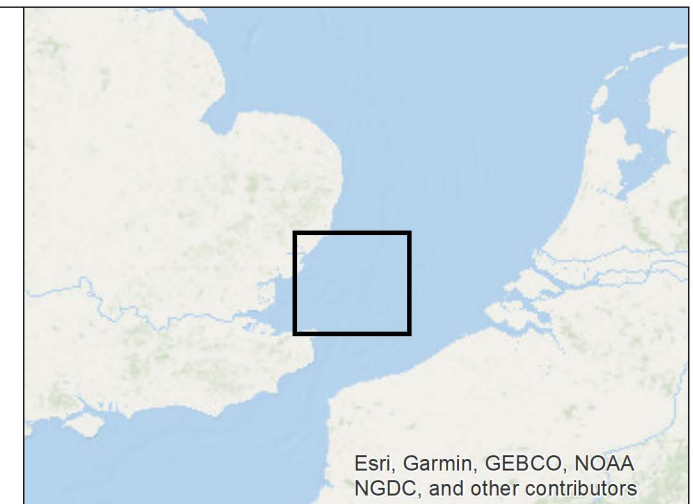 Esri, Garmin, GEBCO, NOAA
NGDC, and other contributors